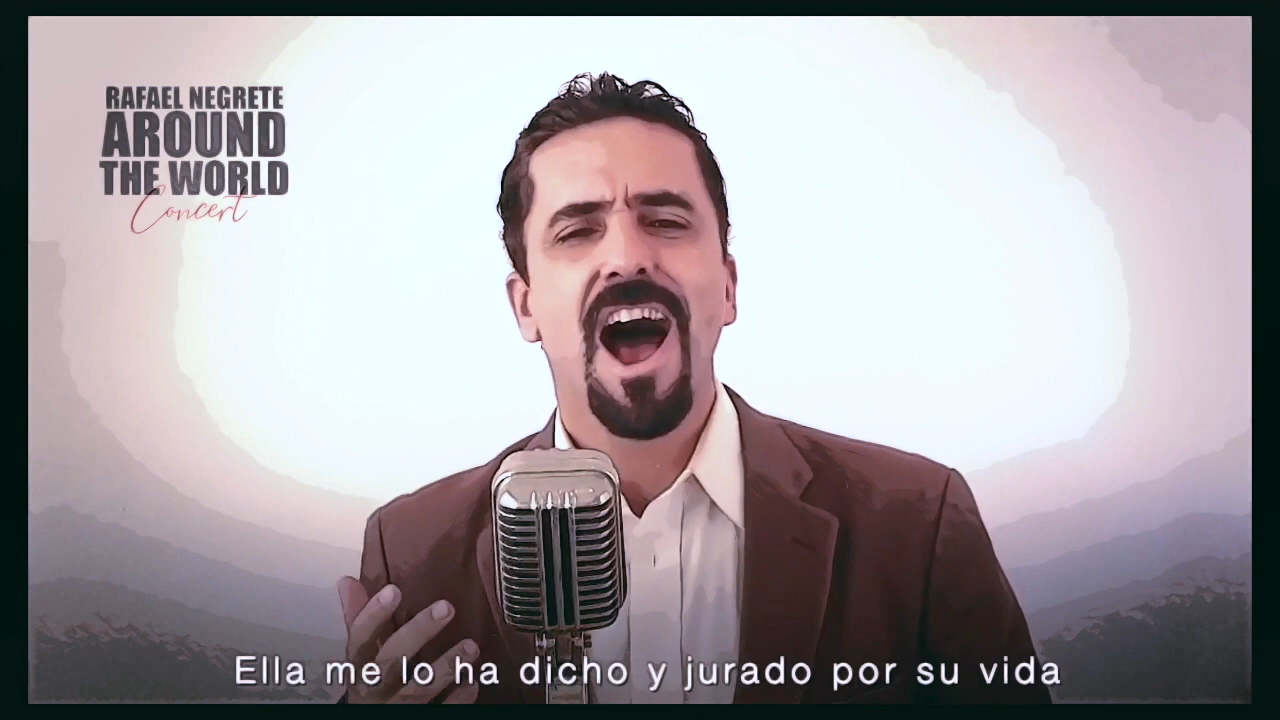 RAFAEL NEGRETE
AROUND
THE WORLD
Concert
Ella me lo ha dicho y jurado por su vida